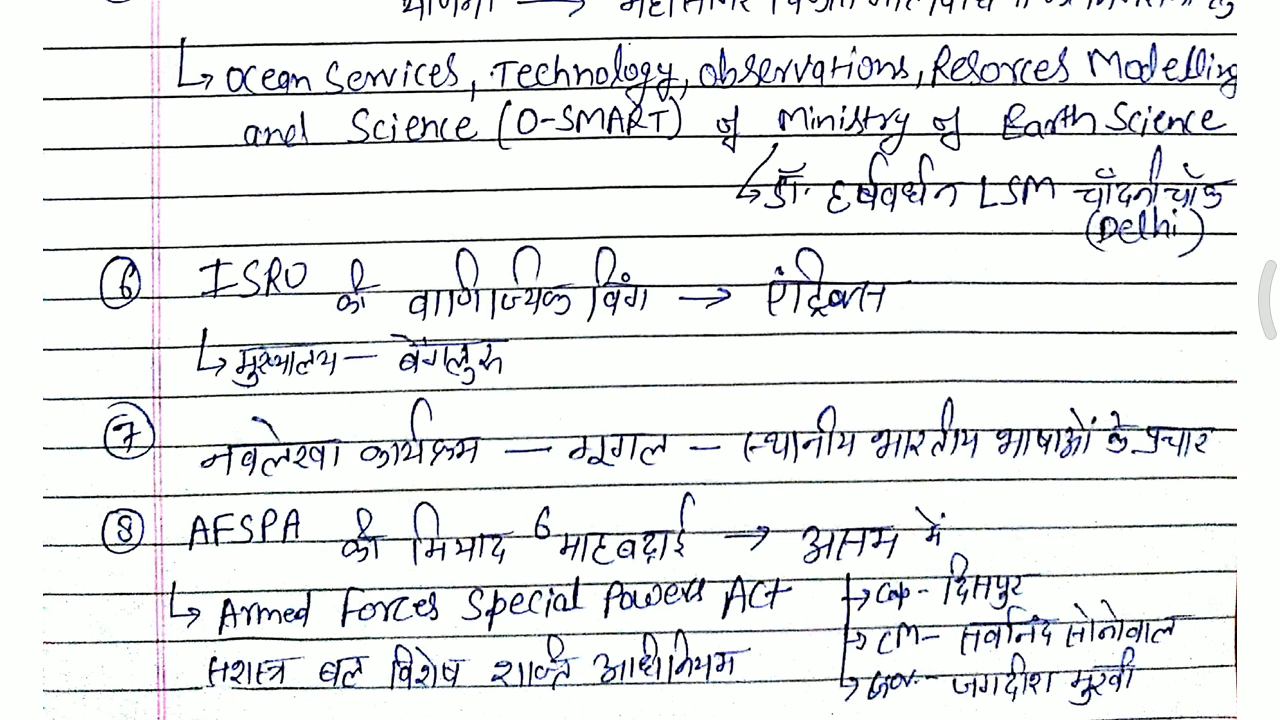 योजना →
↳ Ocean Services, Technology, observations, Resorces Modelling
and Science (O-SMART) of Ministry of Earth Science
↳ डॉ. हर्षवर्धन LSM चाँदनी चौक
(Delhi)
⑥ ISRO की वाणिज्यिक विंग → एंट्रिक्स
↳ मुख्यालय — बेंगलुरु
⑦ नवलेखा कार्यक्रम — गूगल — स्थानीय भारतीय भाषाओं के प्रचार
⑧ AFSPA की मियाद 6 माह बढ़ाई → असम में
↳ Armed Forces Special Powers Act ↳ Cap- दिसपुर
↳ CM- सर्वानंद सोनोवाल
सशस्त्र बल विशेष शक्ति अधिनियम
↳ Gov.- जगदीश मुखी